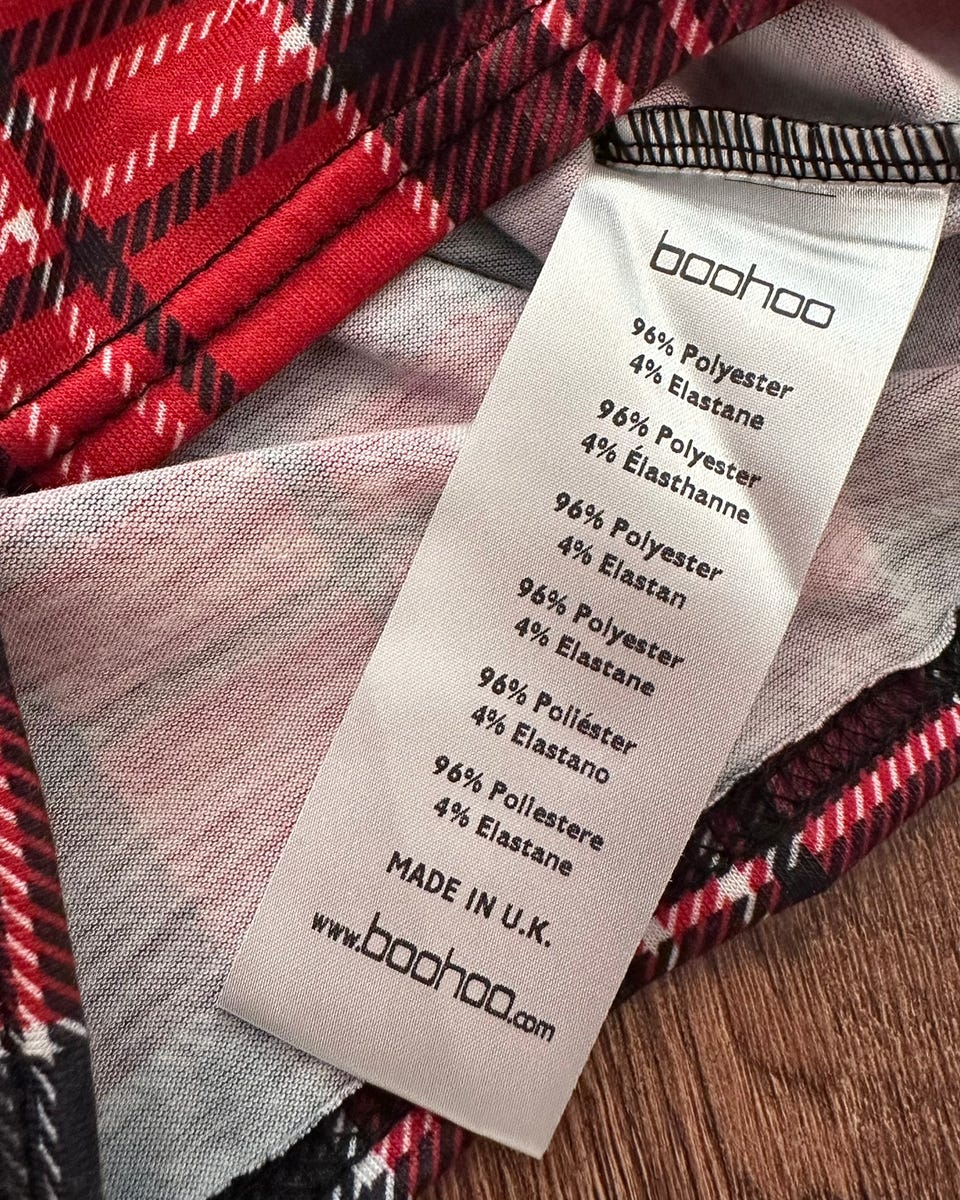 boohoo
96% Polyester
4% Elastane
96% Polyester
4% Élasthanne
96% Polyester
4% Elastan
96% Polyester
4% Elastane
96% Poliéster
4% Elastano
96% Poliestere
4% Elastane
MADE IN U.K.
www.boohoo.com